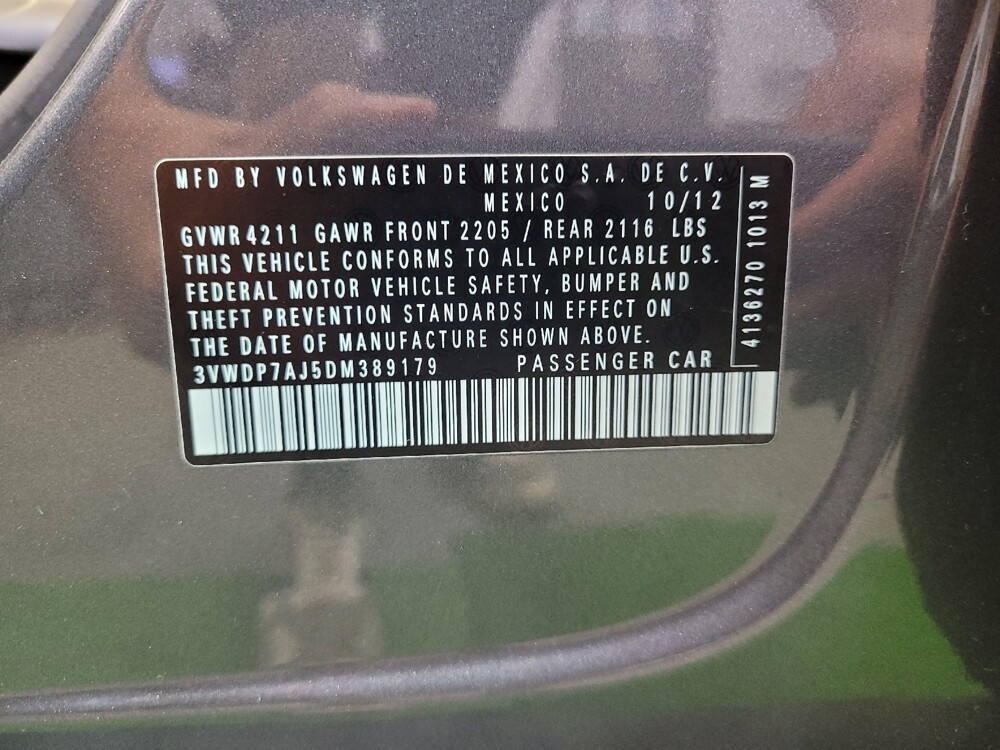 MFD BY VOLKSWAGEN DE MEXICO S.A. DE C.V.
MEXICO 10/12
GVWR 4211 GAWR FRONT 2205 / REAR 2116 LBS
THIS VEHICLE CONFORMS TO ALL APPLICABLE U.S.
FEDERAL MOTOR VEHICLE SAFETY, BUMPER AND
THEFT PREVENTION STANDARDS IN EFFECT ON
THE DATE OF MANUFACTURE SHOWN ABOVE.
3VWDP7AJ5DM389179 PASSENGER CAR
4136270 1013 M